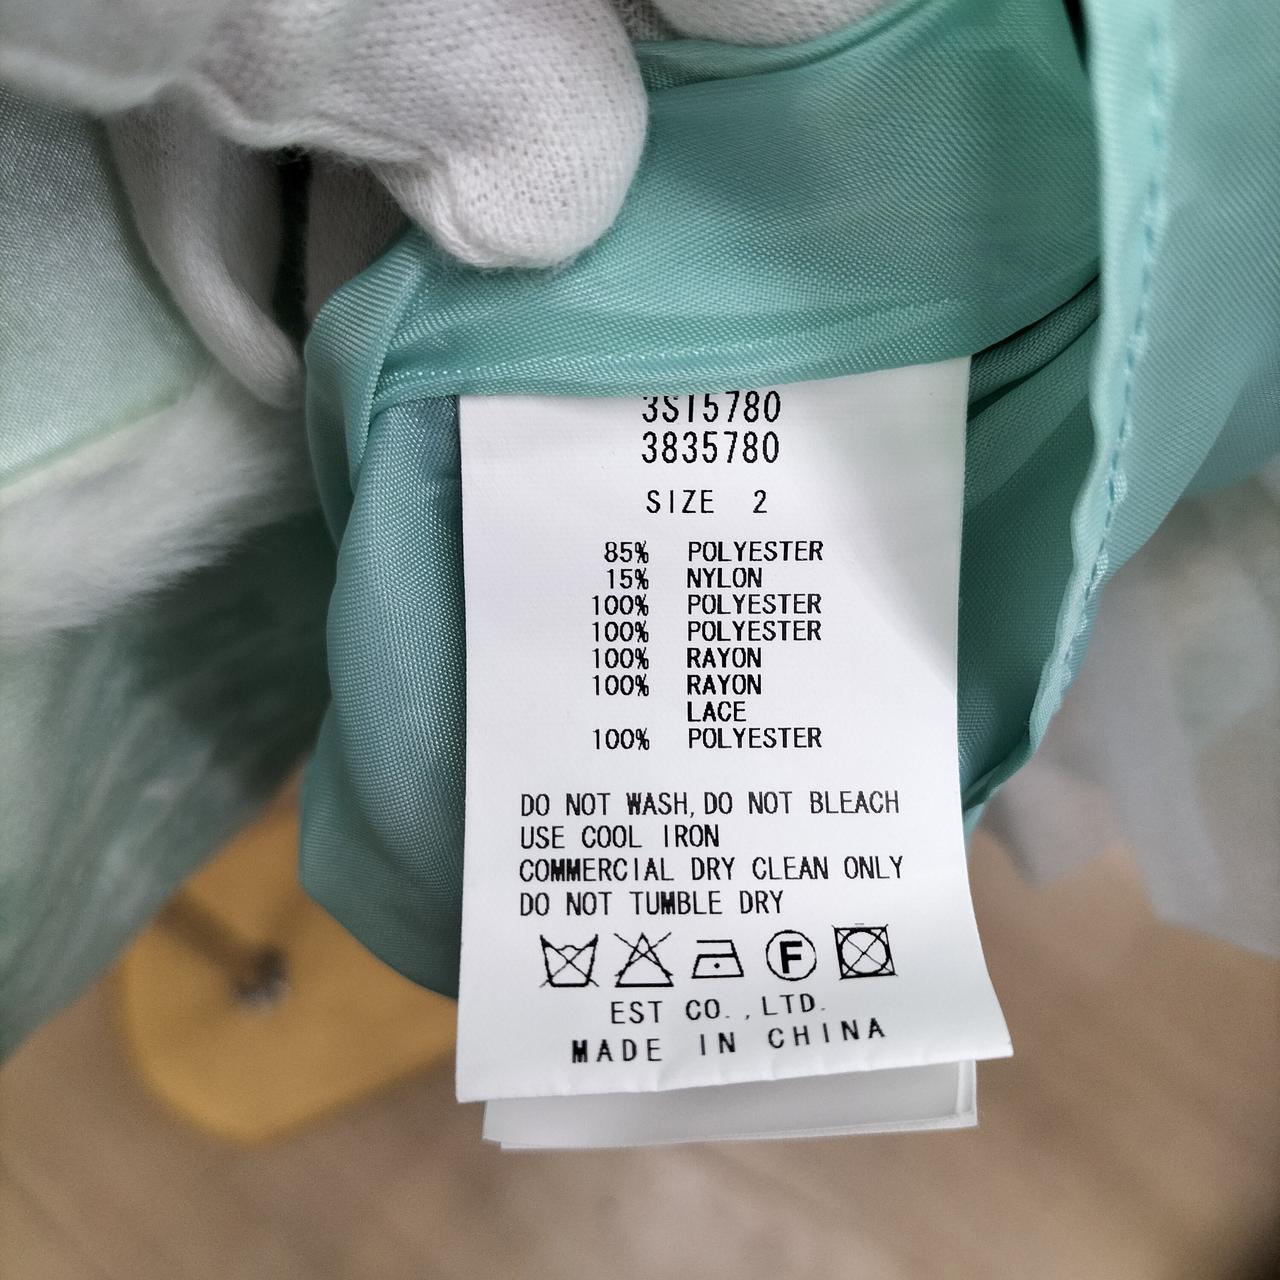 3S15780
3835780
SIZE 2
85% POLYESTER
15% NYLON
100% POLYESTER
100% POLYESTER
100% RAYON
100% RAYON
LACE
100% POLYESTER
DO NOT WASH, DO NOT BLEACH
USE COOL IRON
COMMERCIAL DRY CLEAN ONLY
DO NOT TUMBLE DRY
F
EST CO.,LTD.
MADE IN CHINA